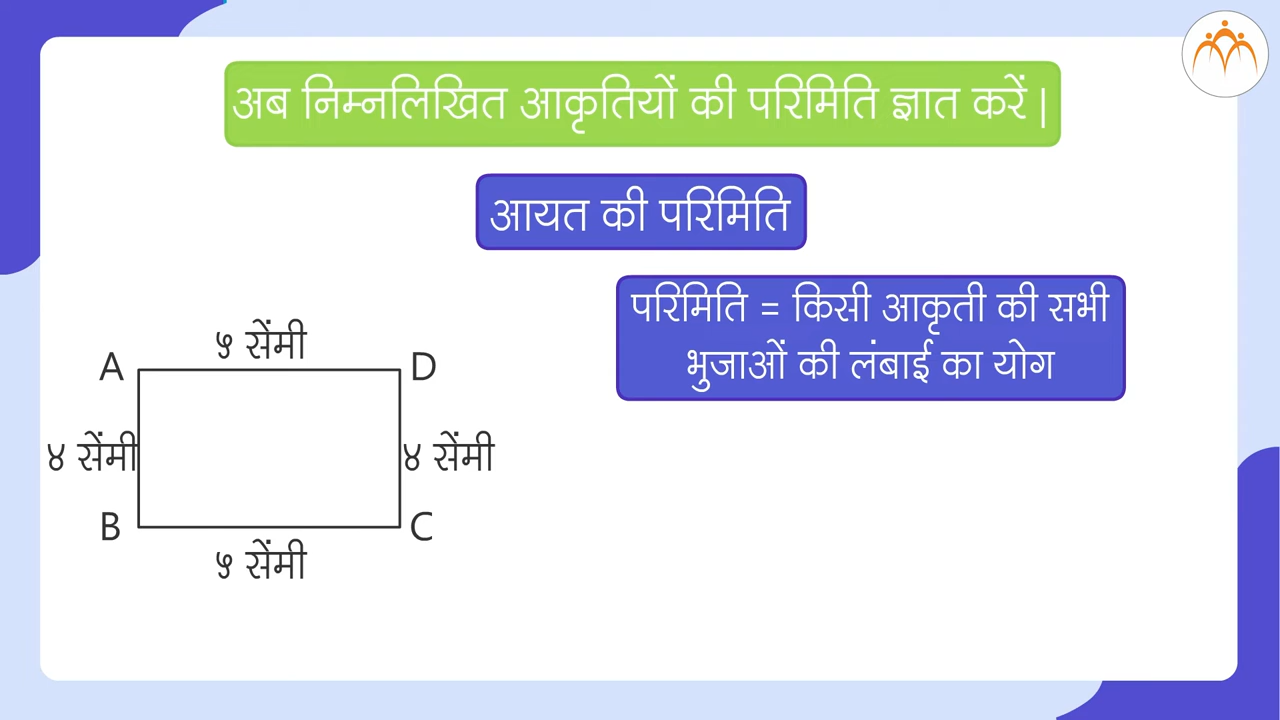 अब निम्नलिखित आकृतियों की परिमिति ज्ञात करें |
आयत की परिमिति
परिमिति = किसी आकृती की सभी
भुजाओं की लंबाई का योग
५ सेंमी
A
D
४ सेंमी
४ सेंमी
B
C
५ सेंमी